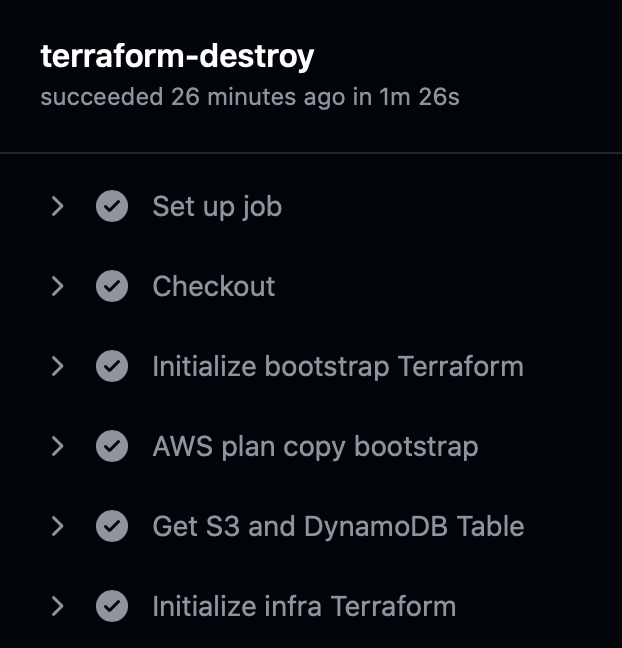 terraform-destroy
succeeded 26 minutes ago in 1m 26s
Set up job
Checkout
Initialize bootstrap Terraform
AWS plan copy bootstrap
Get S3 and DynamoDB Table
Initialize infra Terraform